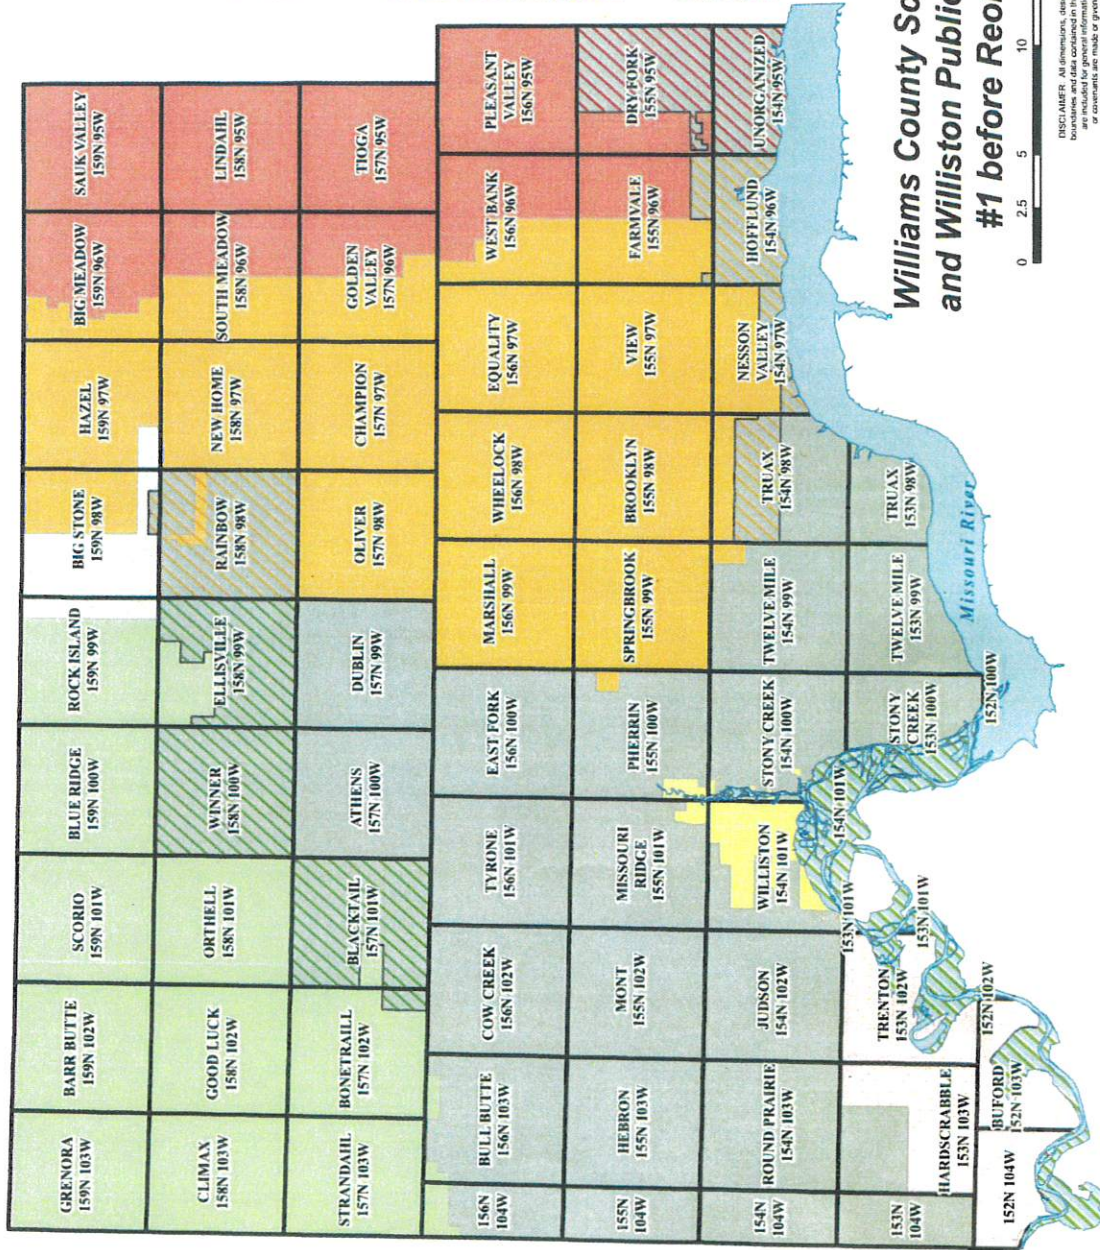 GRENORA
159N 103W
BARR BUTTE
159N 102W
SCORIO
159N 101W
BLUE RIDGE
159N 100W
ROCK ISLAND
159N 99W
BIG STONE
159N 98W
HAZEL
159N 97W
BIG MEADOW
159N 96W
SAUK VALLEY
159N 95W
CLIMAX
158N 103W
GOOD LUCK
158N 102W
ORTHELL
158N 101W
WINNER
158N 100W
ELLISVILLE
158N 99W
RAINBOW
158N 98W
NEW HOME
158N 97W
SOUTH MEADOW
158N 96W
LINDAHL
158N 95W
STRANDAHL
157N 103W
BONETRAILL
157N 102W
BLACKTAIL
157N 101W
ATHENS
157N 100W
DUBLIN
157N 99W
OLIVER
157N 98W
CHAMPION
157N 97W
GOLDEN
VALLEY
157N 96W
TIOGA
157N 95W
156N
104W
BULL BUTTE
156N 103W
COW CREEK
156N 102W
TYRONE
156N 101W
EAST FORK
156N 100W
MARSHALL
156N 99W
WHEELOCK
156N 98W
EQUALITY
156N 97W
WEST BANK
156N 96W
PLEASANT
VALLEY
156N 95W
155N
104W
HEBRON
155N 103W
MONT
155N 102W
MISSOURI
RIDGE
155N 101W
PHERRIN
155N 100W
SPRINGBROOK
155N 99W
BROOKLYN
155N 98W
VIEW
155N 97W
FARMVALE
155N 96W
DRY FORK
155N 95W
154N
104W
ROUND PRAIRIE
154N 103W
JUDSON
154N 102W
WILLISTON
154N 101W
STONY CREEK
154N 100W
TWELVE MILE
154N 99W
TRUAX
154N 98W
NESSON
VALLEY
154N 97W
HOFFLUND
154N 96W
UNORGANIZED
154N 95W
153N
104W
HARDSCRABBLE
153N 103W
TRENTON
153N 102W
153N 101W
153N 101W
154N 101W
STONY
CREEK
153N 100W
TWELVE MILE
153N 99W
TRUAX
153N 98W
152N 104W
BUFORD
152N 103W
152N 102W
152N 100W
Missouri River
Williams County Sc
and Williston Public
#1 before Reor
0 2.5 5 10
DISCLAIMER: All dimensions, desi
boundaries and data contained in th
are included for general informatio
or covenants are made or given